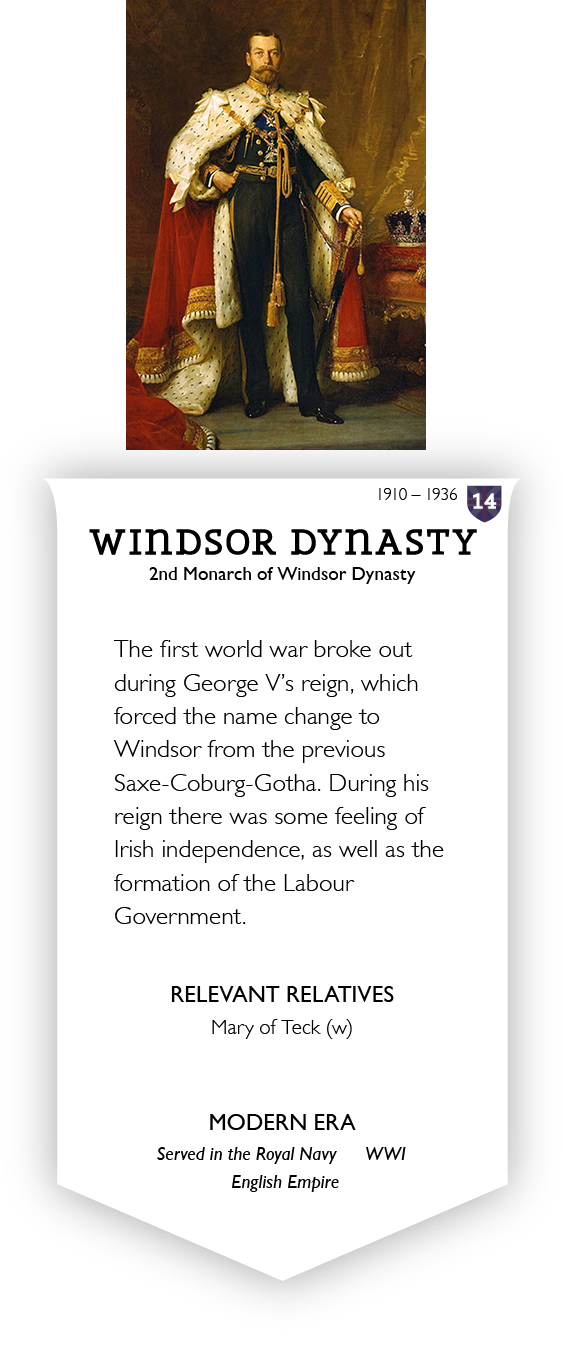 1910 – 1936 14
WINDSOR DYNASTY
2nd Monarch of Windsor Dynasty
The first world war broke out
during George V’s reign, which
forced the name change to
Windsor from the previous
Saxe-Coburg-Gotha. During his
reign there was some feeling of
Irish independence, as well as the
formation of the Labour
Government.
RELEVANT RELATIVES
Mary of Teck (w)
MODERN ERA
Served in the Royal Navy WWI
English Empire